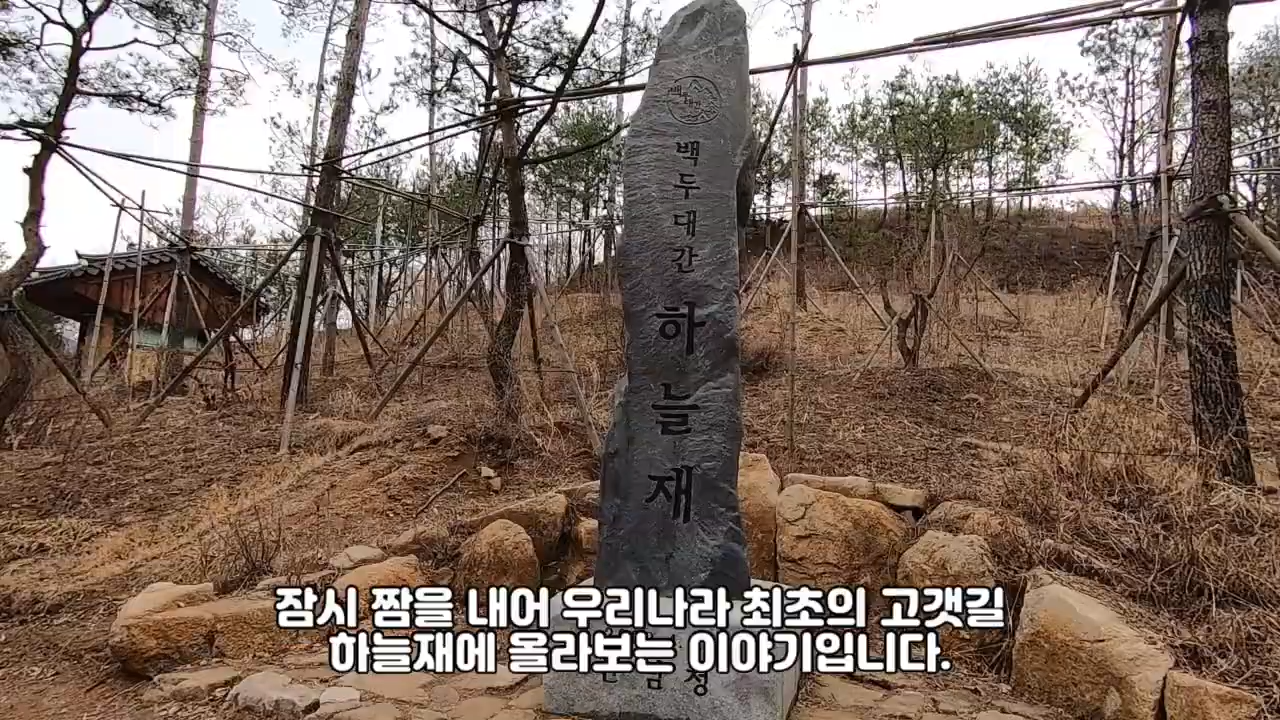 백두대간
하늘재
잠시 짬을 내어 우리나라 최초의 고갯길
하늘재에 올라보는 이야기입니다.